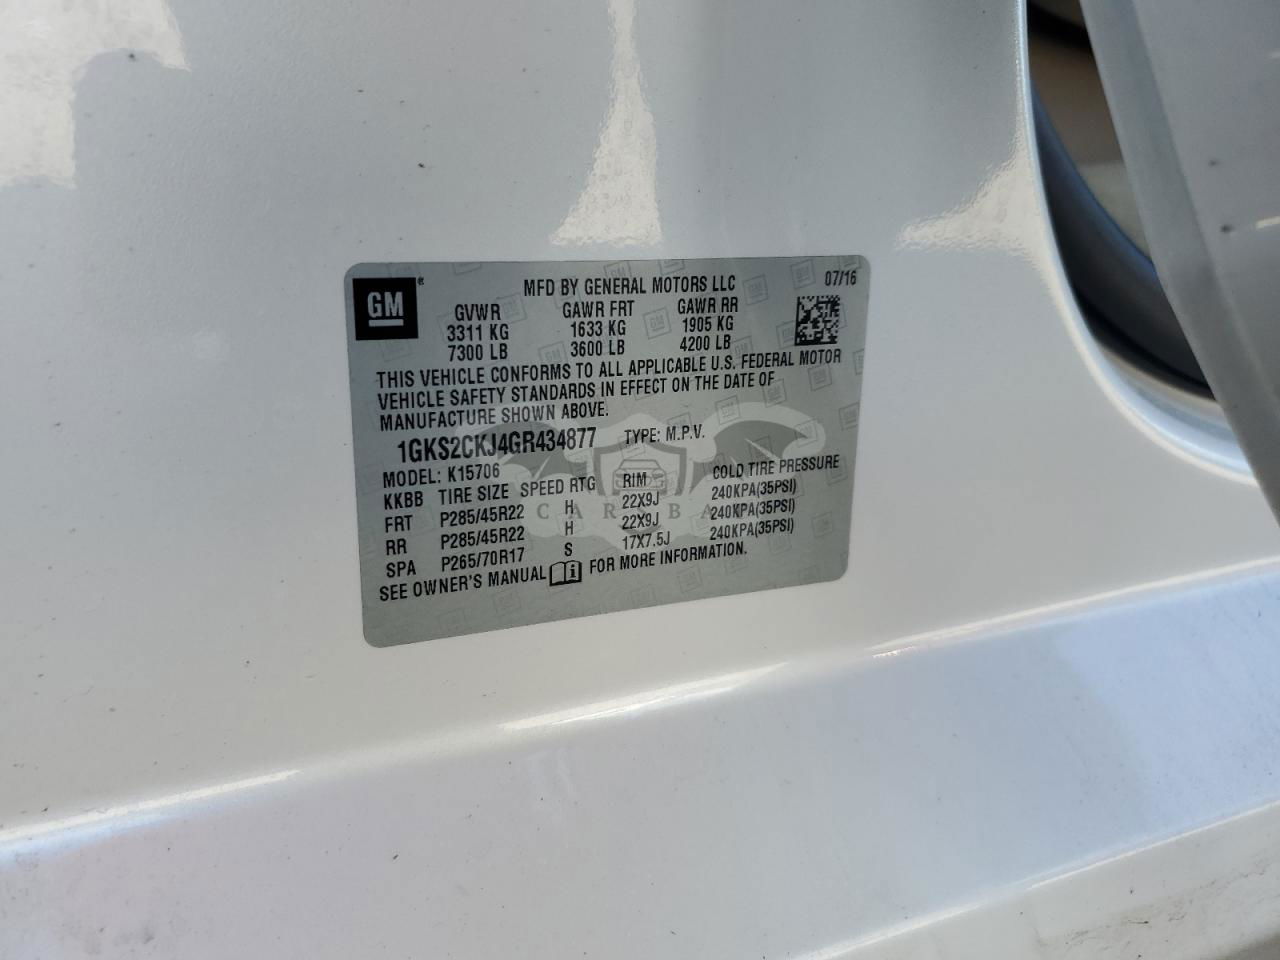 GM®
MFD BY GENERAL MOTORS LLC 07/16
GVWR GAWR FRT GAWR RR
3311 KG 1633 KG 1905 KG
7300 LB 3600 LB 4200 LB
THIS VEHICLE CONFORMS TO ALL APPLICABLE U.S. FEDERAL MOTOR
VEHICLE SAFETY STANDARDS IN EFFECT ON THE DATE OF
MANUFACTURE SHOWN ABOVE.
1GKS2CKJ4GR434877 TYPE: M.P.V.
MODEL: K15706
KKBB TIRE SIZE SPEED RTG RIM COLD TIRE PRESSURE
FRT P285/45R22 H 22X9J 240KPA(35PSI)
RR P285/45R22 H 22X9J 240KPA(35PSI)
SPA P265/70R17 S 17X7.5J 240KPA(35PSI)
SEE OWNER'S MANUAL FOR MORE INFORMATION.